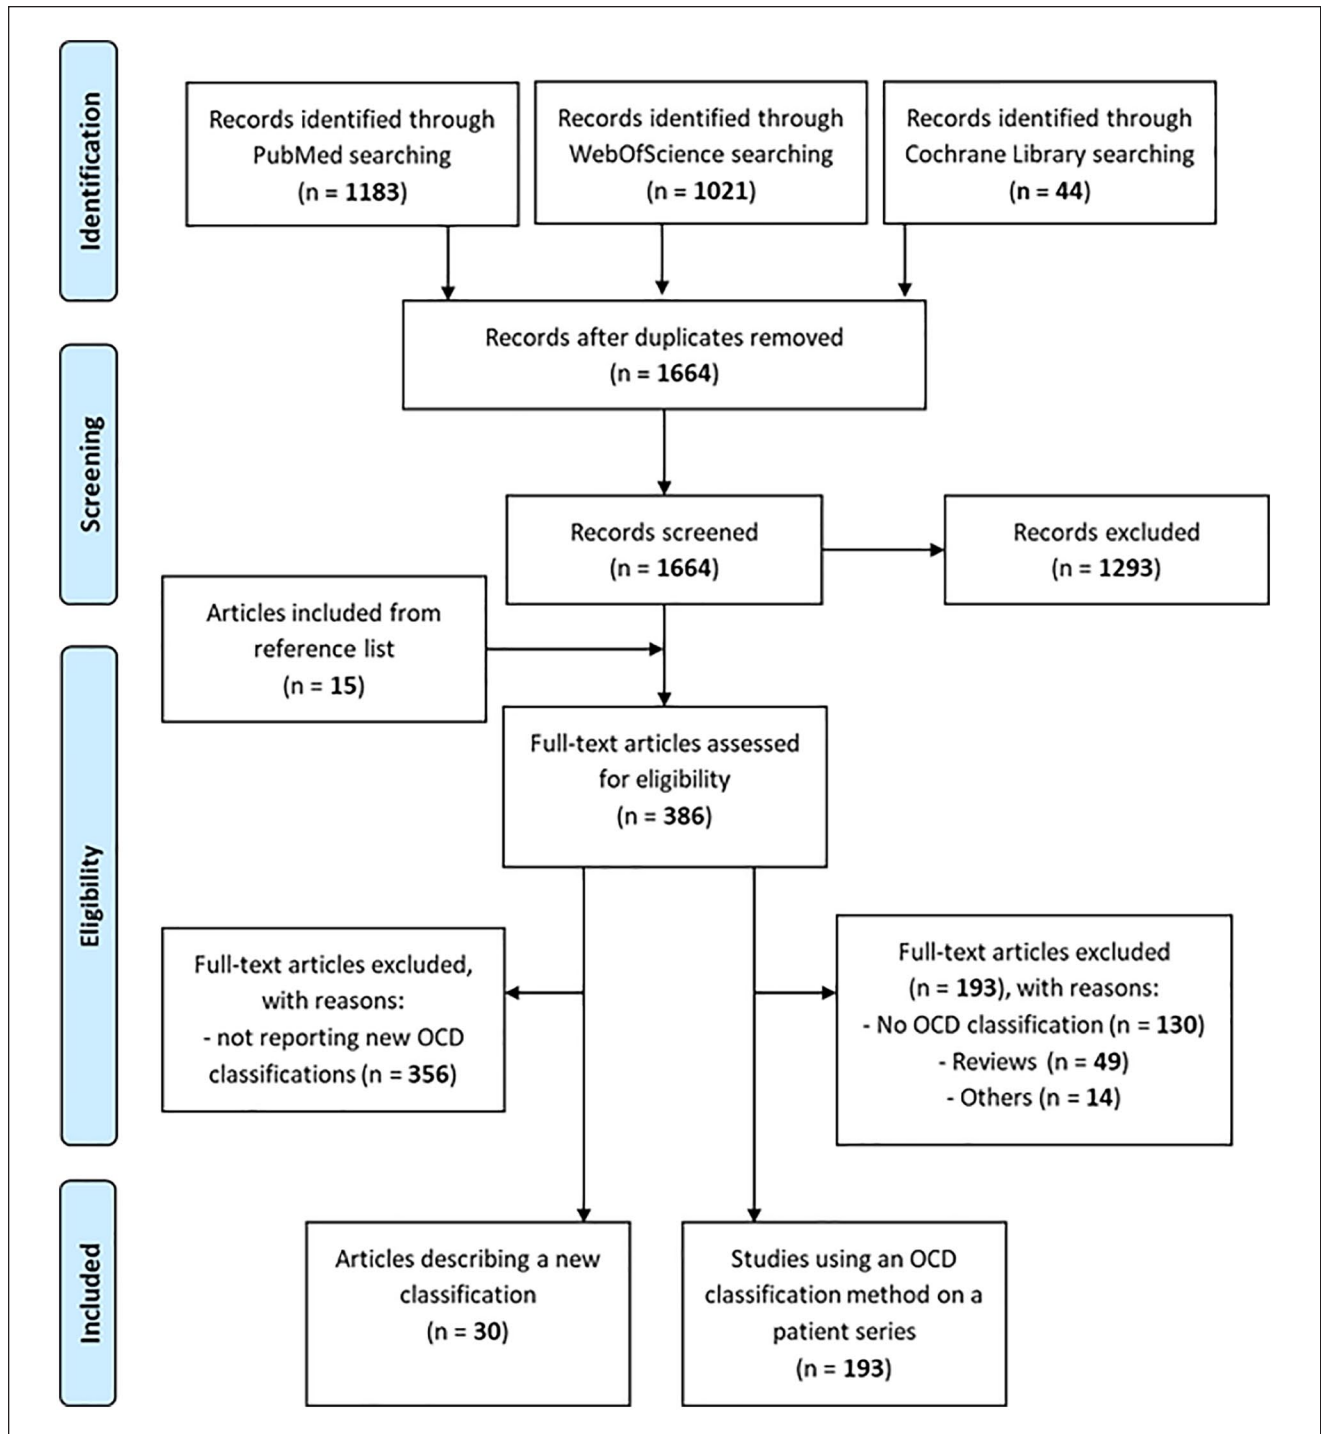 Identification
Records identified through
PubMed searching
(n = 1183)
Records identified through
WebOfScience searching
(n = 1021)
Records identified through
Cochrane Library searching
(n = 44)
Records after duplicates removed
(n = 1664)
Screening
Records screened
(n = 1664)
Records excluded
(n = 1293)
Articles included from
reference list
(n = 15)
Eligibility
Full-text articles assessed
for eligibility
(n = 386)
Full-text articles excluded,
with reasons:
- not reporting new OCD
classifications (n = 356)
Full-text articles excluded
(n = 193), with reasons:
- No OCD classification (n = 130)
- Reviews (n = 49)
- Others (n = 14)
Included
Articles describing a new
classification
(n = 30)
Studies using an OCD
classification method on a
patient series
(n = 193)